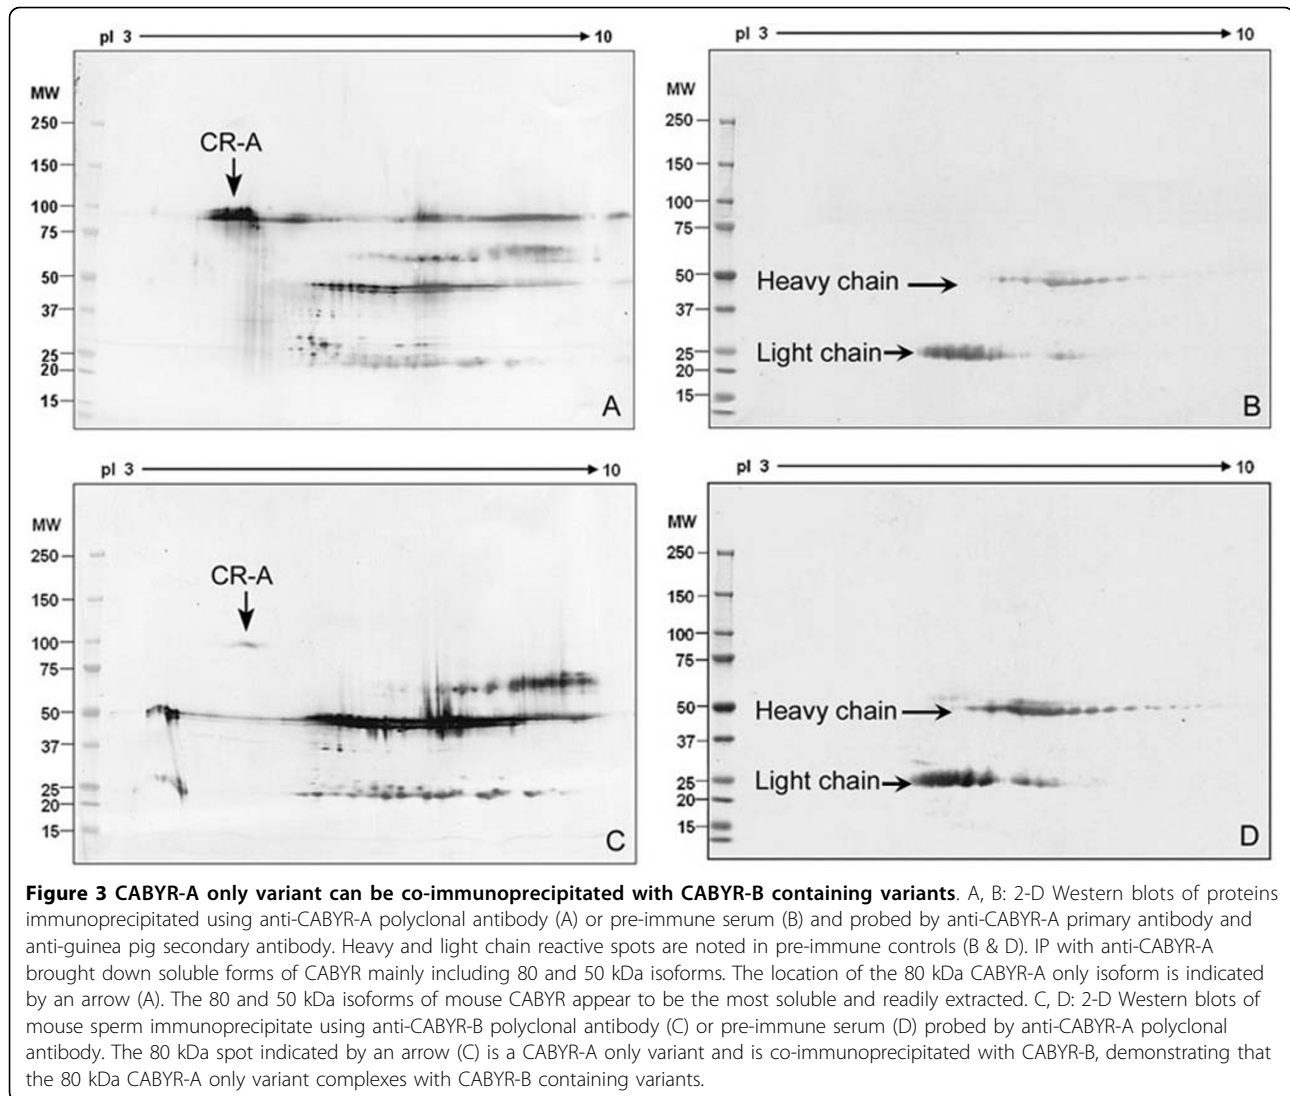 pI 3 10
MW
250
150
100
75
50
37
25
20
15
CR-A
A
pI 3 10
MW
250
150
100
75
50
37
25
20
15
Heavy chain
Light chain
B
pI 3 10
MW
250
150
100
75
50
37
25
20
15
CR-A
C
pI 3 10
MW
250
150
100
75
50
37
25
20
15
Heavy chain
Light chain
D
Figure 3 CABYR-A only variant can be co-immunoprecipitated with CABYR-B containing variants. A, B: 2-D Western blots of proteins
immunoprecipitated using anti-CABYR-A polyclonal antibody (A) or pre-immune serum (B) and probed by anti-CABYR-A primary antibody and
anti-guinea pig secondary antibody. Heavy and light chain reactive spots are noted in pre-immune controls (B & D). IP with anti-CABYR-A
brought down soluble forms of CABYR mainly including 80 and 50 kDa isoforms. The location of the 80 kDa CABYR-A only isoform is indicated
by an arrow (A). The 80 and 50 kDa isoforms of mouse CABYR appear to be the most soluble and readily extracted. C, D: 2-D Western blots of
mouse sperm immunoprecipitate using anti-CABYR-B polyclonal antibody (C) or pre-immune serum (D) probed by anti-CABYR-A polyclonal
antibody. The 80 kDa spot indicated by an arrow (C) is a CABYR-A only variant and is co-immunoprecipitated with CABYR-B, demonstrating that
the 80 kDa CABYR-A only variant complexes with CABYR-B containing variants.